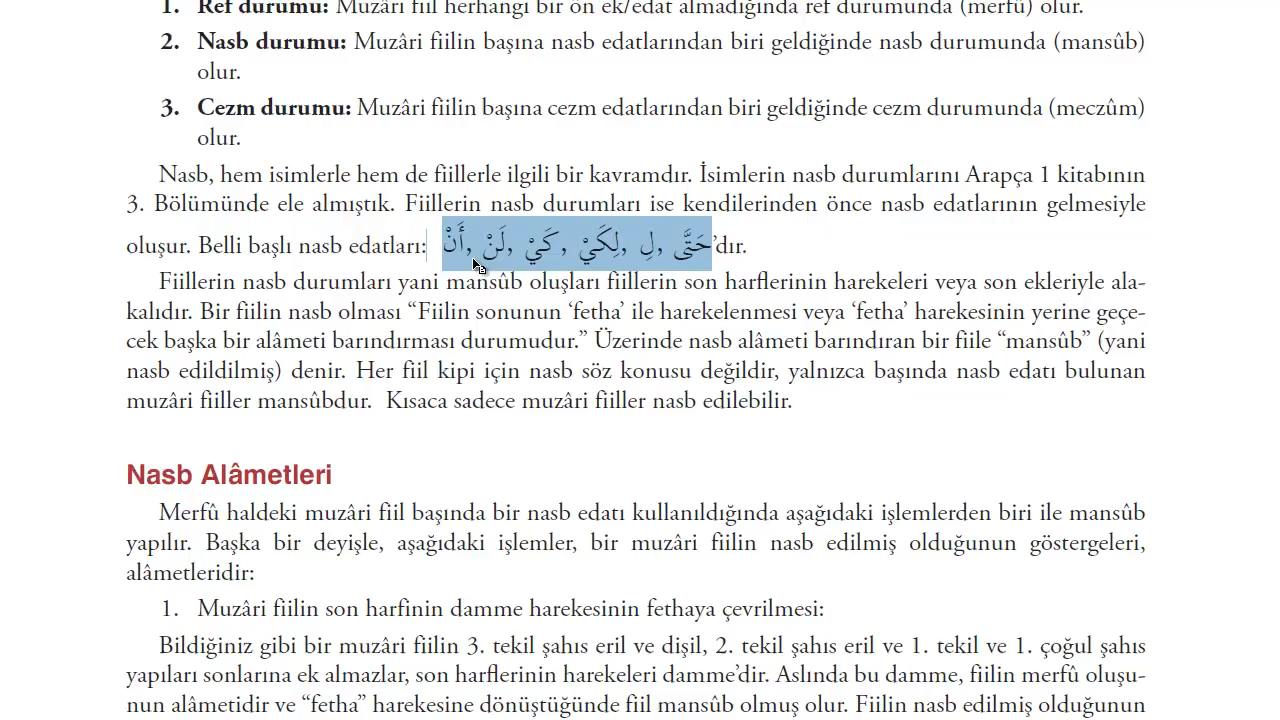 1. Ref durumu: Muzâri fiil herhangi bir ön ek/edat almadığında ref durumunda (merfû) olur.
2. Nasb durumu: Muzâri fiilin başına nasb edatlarından biri geldiğinde nasb durumunda (mansûb)
olur.
3. Cezm durumu: Muzâri fiilin başına cezm edatlarından biri geldiğinde cezm durumunda (meczûm)
olur.
Nasb, hem isimlerle hem de fiillerle ilgili bir kavramdır. İsimlerin nasb durumlarını Arapça 1 kitabının
3. Bölümünde ele almıştık. Fiillerin nasb durumları ise kendilerinden önce nasb edatlarının gelmesiyle
oluşur. Belli başlı nasb edatları: أَنْ, لَنْ, كَيْ, لِكَيْ, لِ, حَتَّى’dır.
Fiillerin nasb durumları yani mansûb oluşları fiillerin son harflerinin harekeleri veya son ekleriyle ala-
kalıdır. Bir fiilin nasb olması “Fiilin sonunun ‘fetha’ ile harekelenmesi veya ‘fetha’ harekesinin yerine geçe-
cek başka bir alâmeti barındırması durumudur.” Üzerinde nasb alâmeti barındıran bir fiile “mansûb” (yani
nasb edildilmiş) denir. Her fiil kipi için nasb söz konusu değildir, yalnızca başında nasb edatı bulunan
muzâri fiiller mansûbdur. Kısaca sadece muzâri fiiller nasb edilebilir.
Nasb Alâmetleri
Merfû haldeki muzâri fiil başında bir nasb edatı kullanıldığında aşağıdaki işlemlerden biri ile mansûb
yapılır. Başka bir deyişle, aşağıdaki işlemler, bir muzâri fiilin nasb edilmiş olduğunun göstergeleri,
alâmetleridir:
1. Muzâri fiilin son harfinin damme harekesinin fethaya çevrilmesi:
Bildiğiniz gibi bir muzâri fiilin 3. tekil şahıs eril ve dişil, 2. tekil şahıs eril ve 1. tekil ve 1. çoğul şahıs
yapıları sonlarına ek almazlar, son harflerinin harekeleri damme’dir. Aslında bu damme, fiilin merfû oluşu-
nun alâmetidir ve “fetha” harekesine dönüştüğünde fiil mansûb olmuş olur. Fiilin nasb edilmiş olduğunun